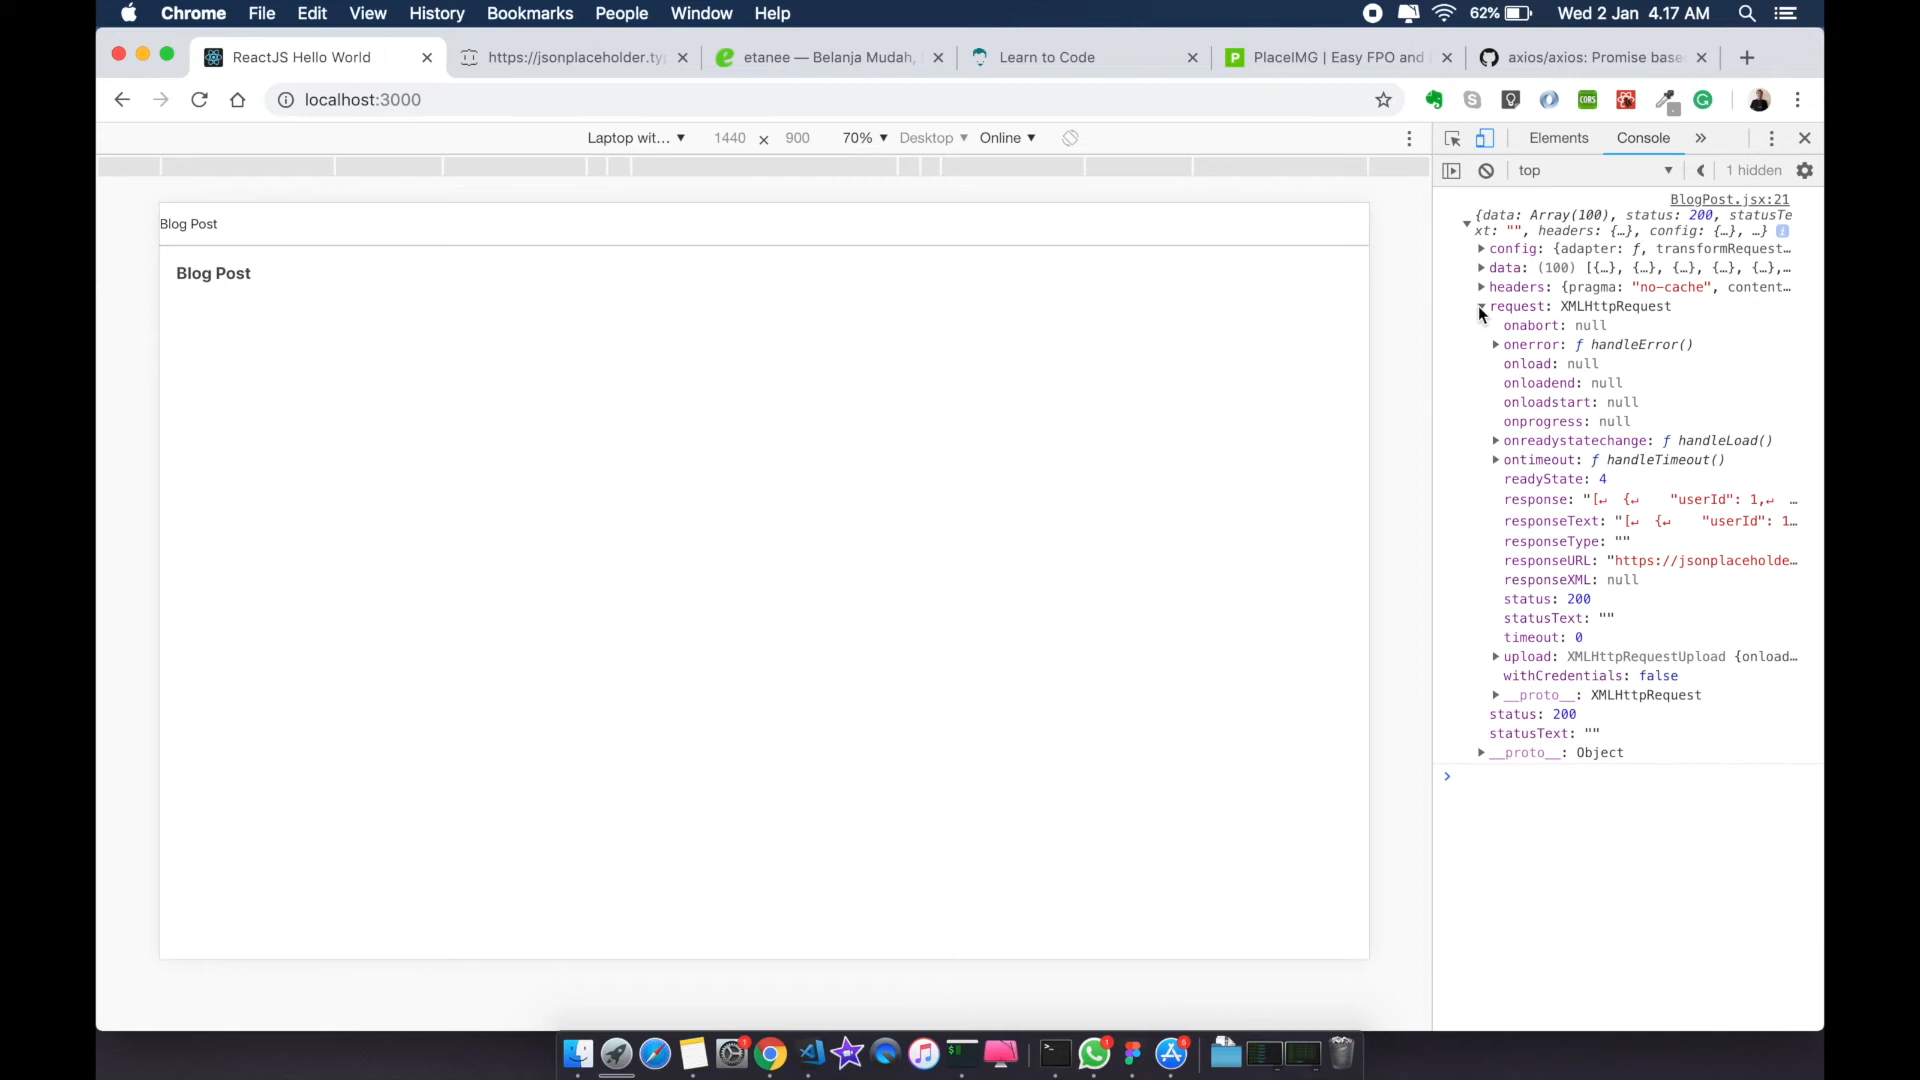 Chrome File Edit View History Bookmarks People Window Help 62% Wed 2 Jan 4.17 AM
ReactJS Hello World https://jsonplaceholder.ty etanee — Belanja Mudah, Learn to Code PlaceIMG | Easy FPO and axios/axios: Promise base
localhost:3000 CORS
Laptop wit... 1440 x 900 70% Desktop Online Elements Console »
top 1 hidden
BlogPost.jsx:21
{data: Array(100), status: 200, statusTe
xt: "", headers: {…}, config: {…}, …}
config: {adapter: ƒ, transformRequest…
data: (100) [{…}, {…}, {…}, {…}, {…},…
headers: {pragma: "no-cache", content…
request: XMLHttpRequest
onabort: null
onerror: ƒ handleError()
onload: null
onloadend: null
onloadstart: null
onprogress: null
onreadystatechange: ƒ handleLoad()
ontimeout: ƒ handleTimeout()
readyState: 4
response: "[↵ {↵ "userId": 1,↵ …
responseText: "[↵ {↵ "userId": 1…
responseType: ""
responseURL: "https://jsonplaceholde…
responseXML: null
status: 200
statusText: ""
timeout: 0
upload: XMLHttpRequestUpload {onload…
withCredentials: false
__proto__: XMLHttpRequest
status: 200
statusText: ""
__proto__: Object
Blog Post
Blog Post